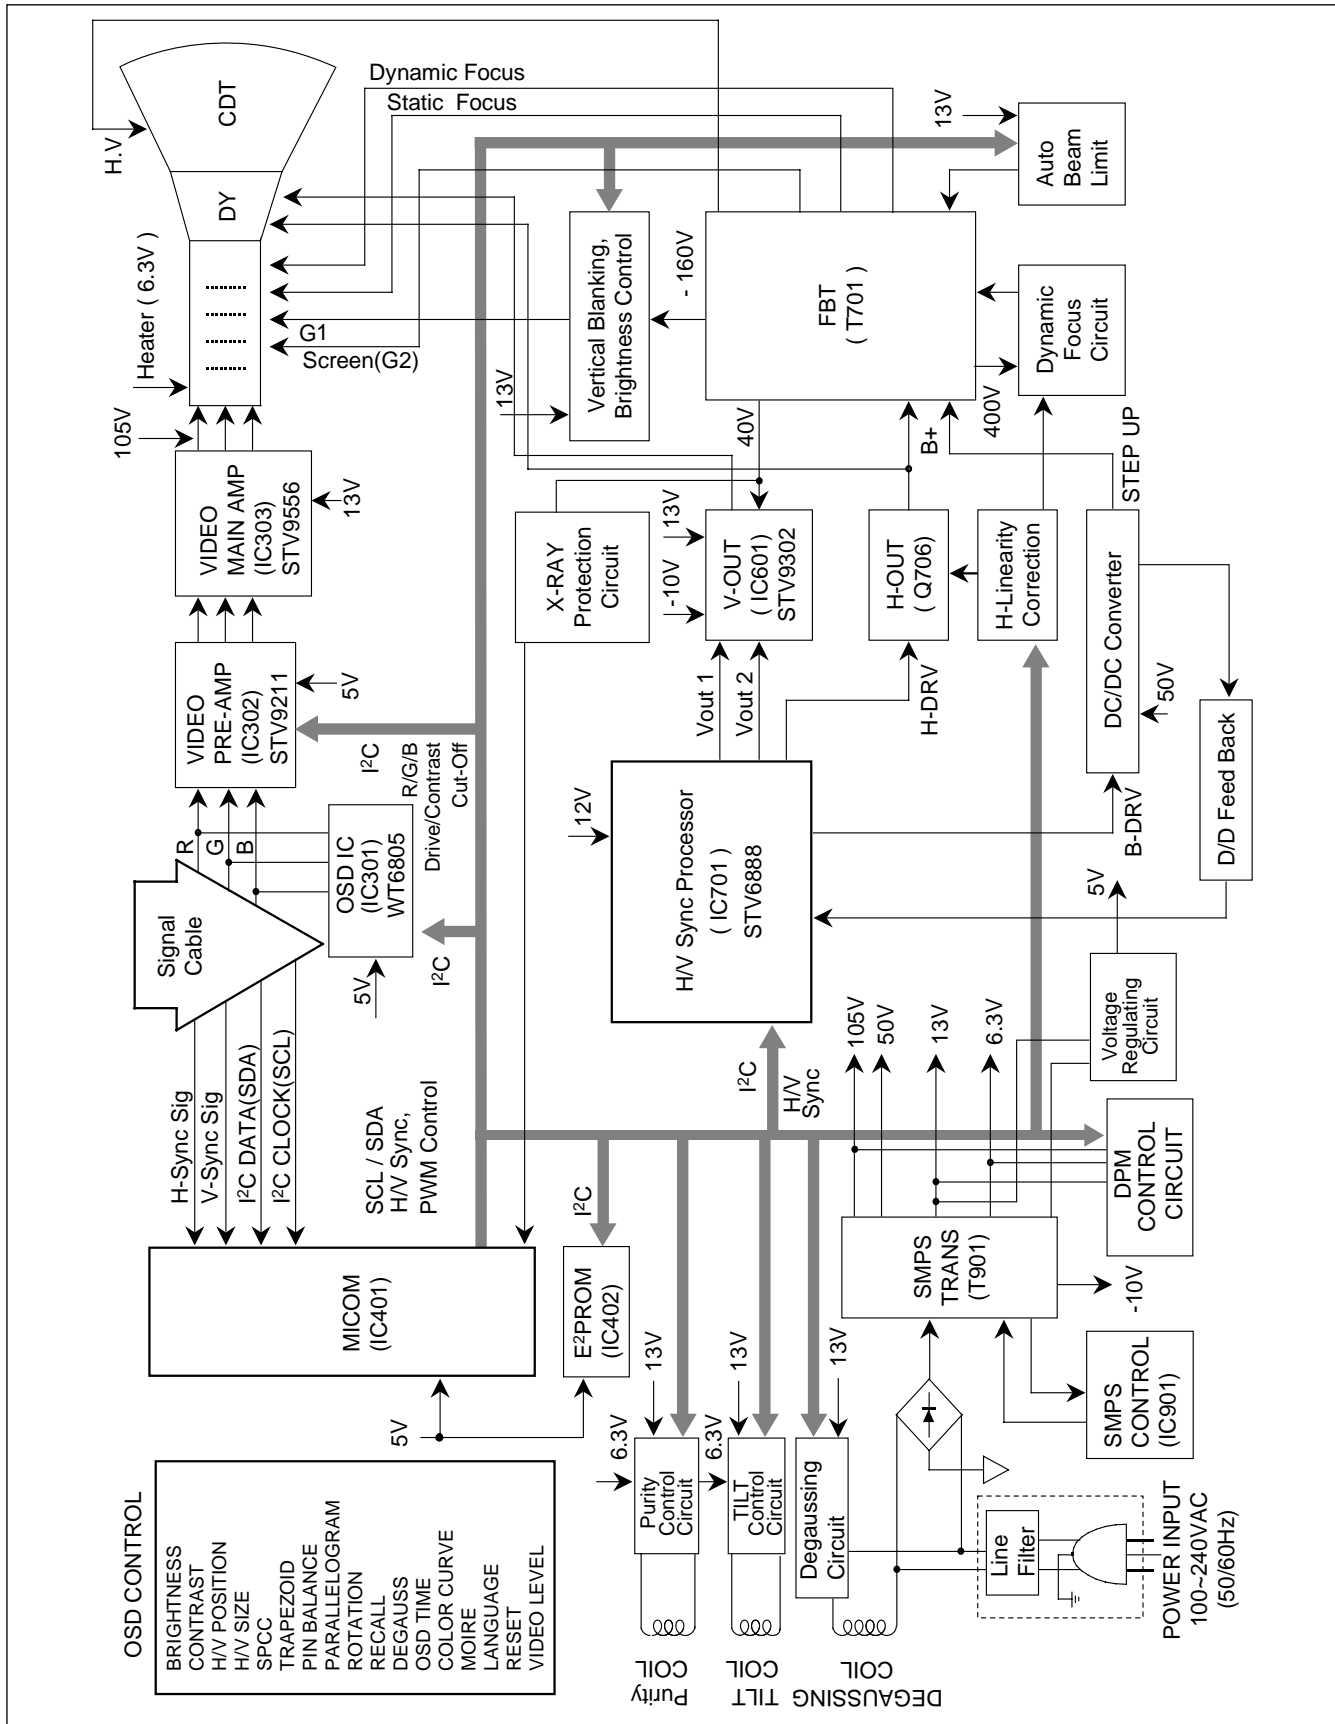 OSD CONTROL
BRIGHTNESS
CONTRAST
H/V POSITION
H/V SIZE
SPCC
TRAPEZOID
PIN BALANCE
PARALLELOGRAM
ROTATION
RECALL
DEGAUSS
OSD TIME
COLOR CURVE
MOIRE
LANGUAGE
RESET
VIDEO LEVEL
5V
MICOM
(IC401)
H-Sync Sig
V-Sync Sig
I²C DATA(SDA)
I²C CLOCK(SCL)
Signal
Cable
R
G
B
OSD IC
(IC301)
WT6805
5V
I²C
VIDEO
PRE-AMP
(IC302)
STV9211
5V
I²C
R/G/B
Drive/Contrast
Cut-Off
VIDEO
MAIN AMP
(IC303)
STV9556
13V
105V
Heater ( 6.3V )
H.V
DY
CDT
Dynamic Focus
Static Focus
G1
Screen(G2)
SCL / SDA
H/V Sync,
PWM Control
E²PROM
(IC402)
I²C
X-RAY
Protection
Circuit
13V
Vertical Blanking,
Brightness Control
- 160V
40V
13V
-10V
V-OUT
( IC601)
STV9302
Vout 1
Vout 2
12V
H/V Sync Processor
( IC701)
STV6888
I²C
H/V
Sync
H-DRV
H-OUT
( Q706)
H-Linearity
Correction
FBT
( T701)
B+
400V
Dynamic
Focus
Circuit
13V
Auto
Beam
Limit
STEP UP
DC/DC Converter
50V
B-DRV
D/D Feed Back
5V
Voltage
Regulating
Circuit
105V
50V
13V
6.3V
DPM
CONTROL
CIRCUIT
SMPS
TRANS
(T901)
-10V
SMPS
CONTROL
(IC901)
6.3V
13V
Purity
Control
Circuit
6.3V
13V
TILT
Control
Circuit
13V
Degaussing
Circuit
Purity
COIL
TILT
COIL
DEGAUSSING
COIL
Line
Filter
POWER INPUT
100~240VAC
(50/60Hz)